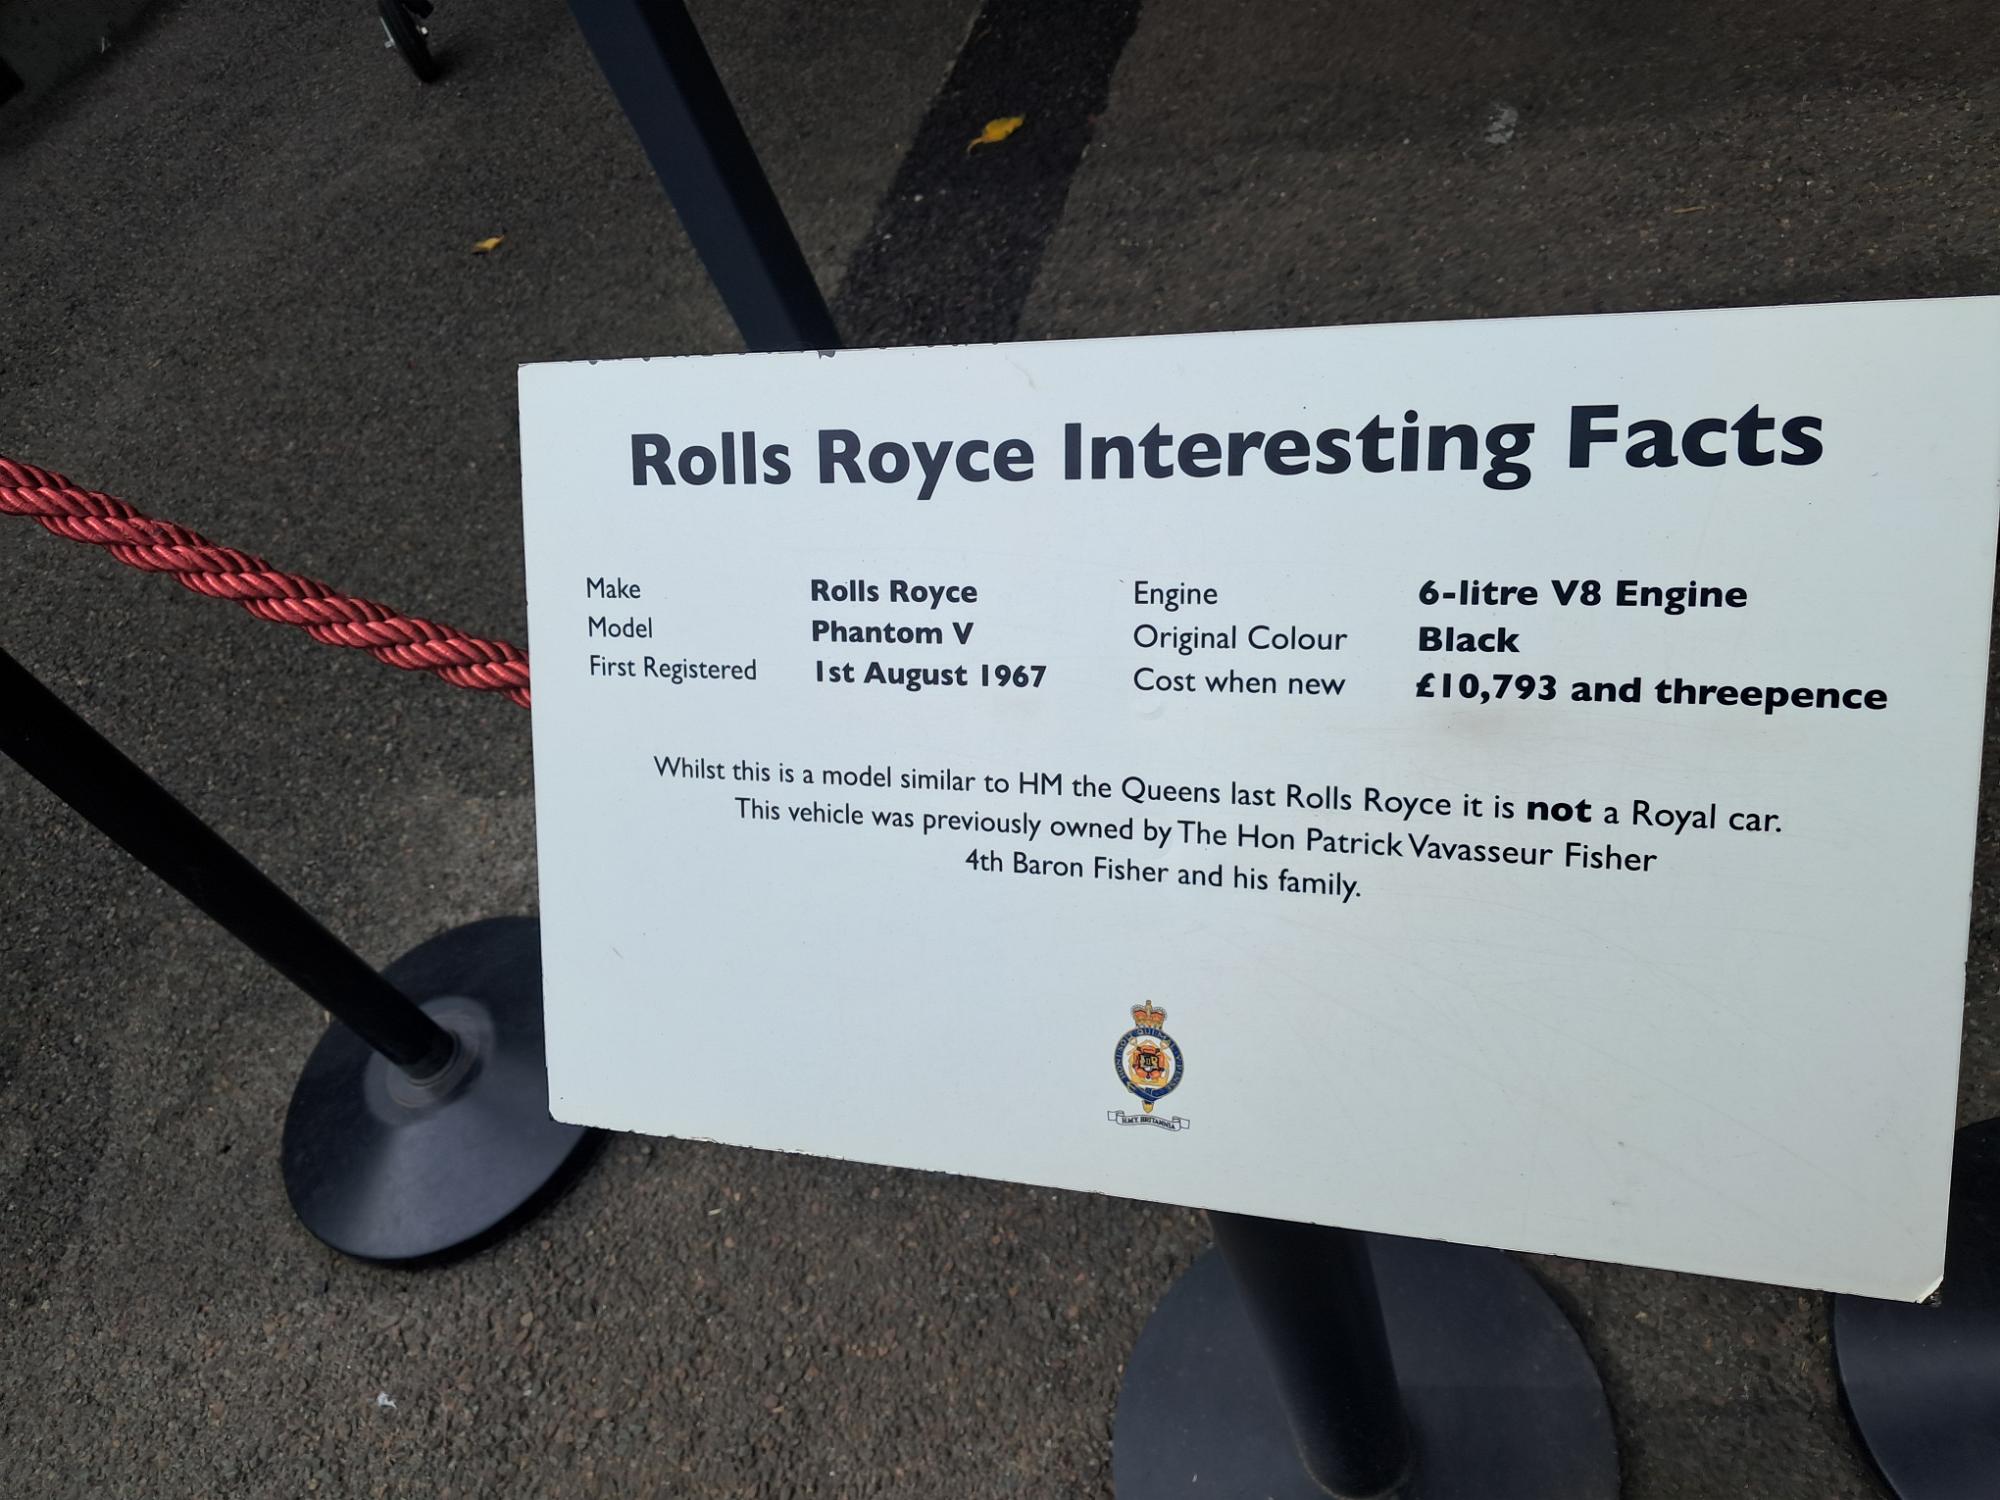 Rolls Royce Interesting Facts
Make Rolls Royce Engine 6-litre V8 Engine
Model Phantom V Original Colour Black
First Registered 1st August 1967 Cost when new £10,793 and threepence
Whilst this is a model similar to HM the Queens last Rolls Royce it is not a Royal car.
This vehicle was previously owned by The Hon Patrick Vavasseur Fisher
4th Baron Fisher and his family.
H.M.Y. BRITANNIA